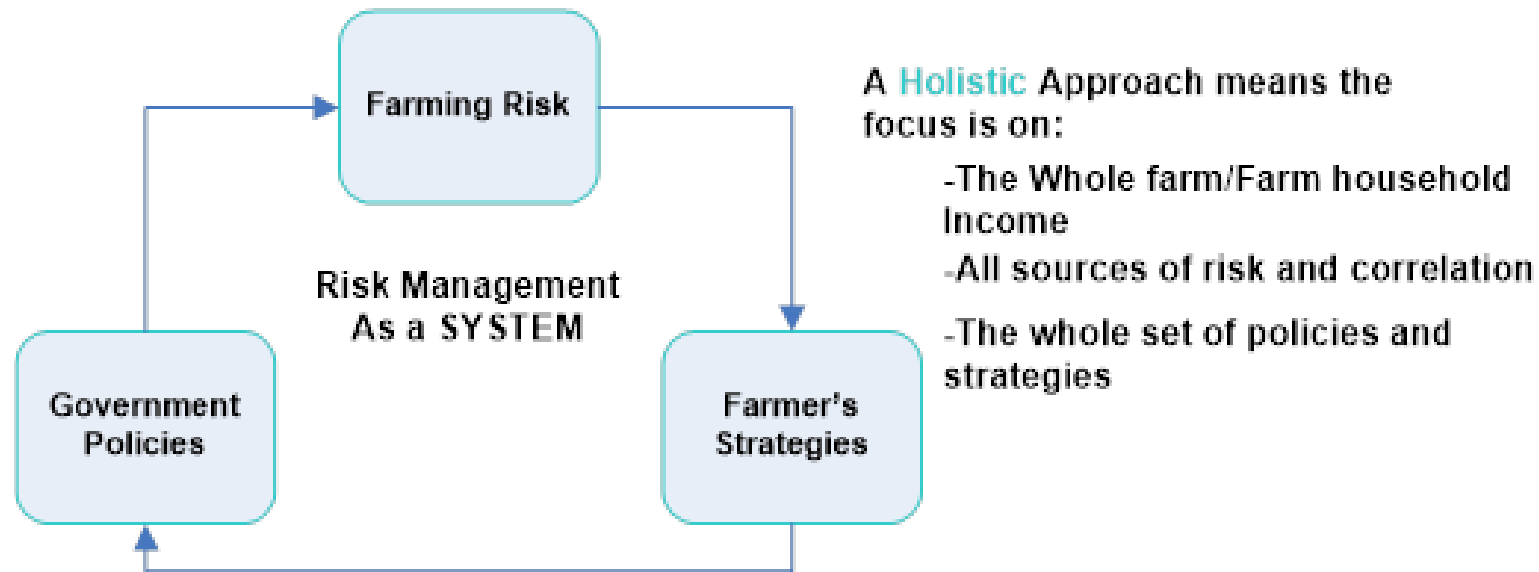 Farming Risk
A Holistic Approach means the
focus is on:
-The Whole farm/Farm household
Income
-All sources of risk and correlation
-The whole set of policies and
strategies
Risk Management
As a SYSTEM
Government
Policies
Farmer's
Strategies